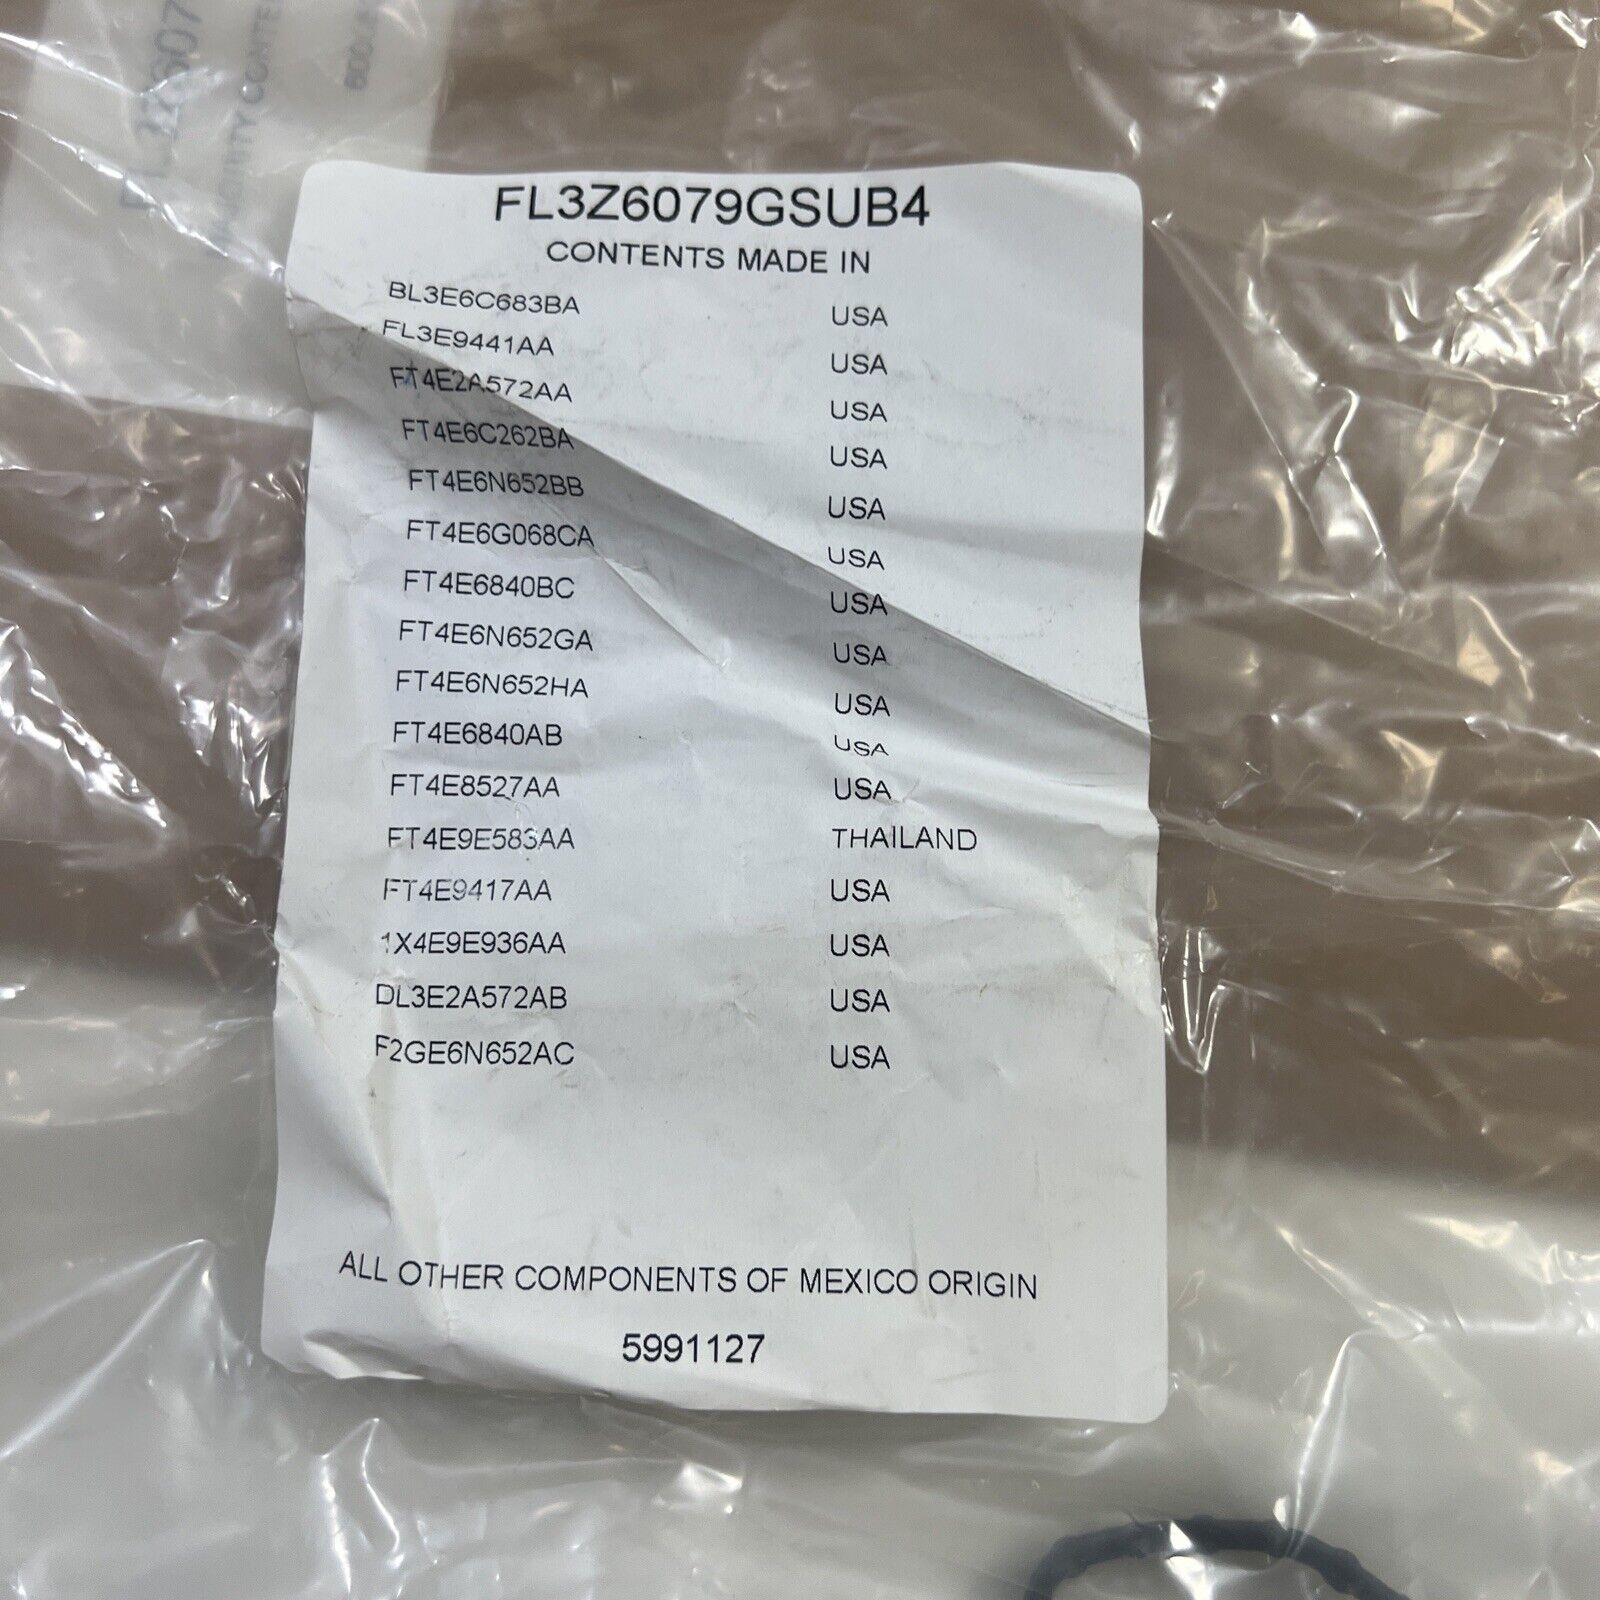 FL3Z6079GSUB4
CONTENTS MADE IN
BL3E6C683BA USA
FL3E9441AA USA
FT4E2A572AA USA
FT4E6C262BA USA
FT4E6N652BB USA
FT4E6G068CA USA
FT4E6840BC USA
FT4E6N652GA USA
FT4E6N652HA USA
FT4E6840AB USA
FT4E8527AA USA
FT4E9E583AA THAILAND
FT4E9417AA USA
1X4E9E936AA USA
DL3E2A572AB USA
F2GE6N652AC USA
ALL OTHER COMPONENTS OF MEXICO ORIGIN
5991127